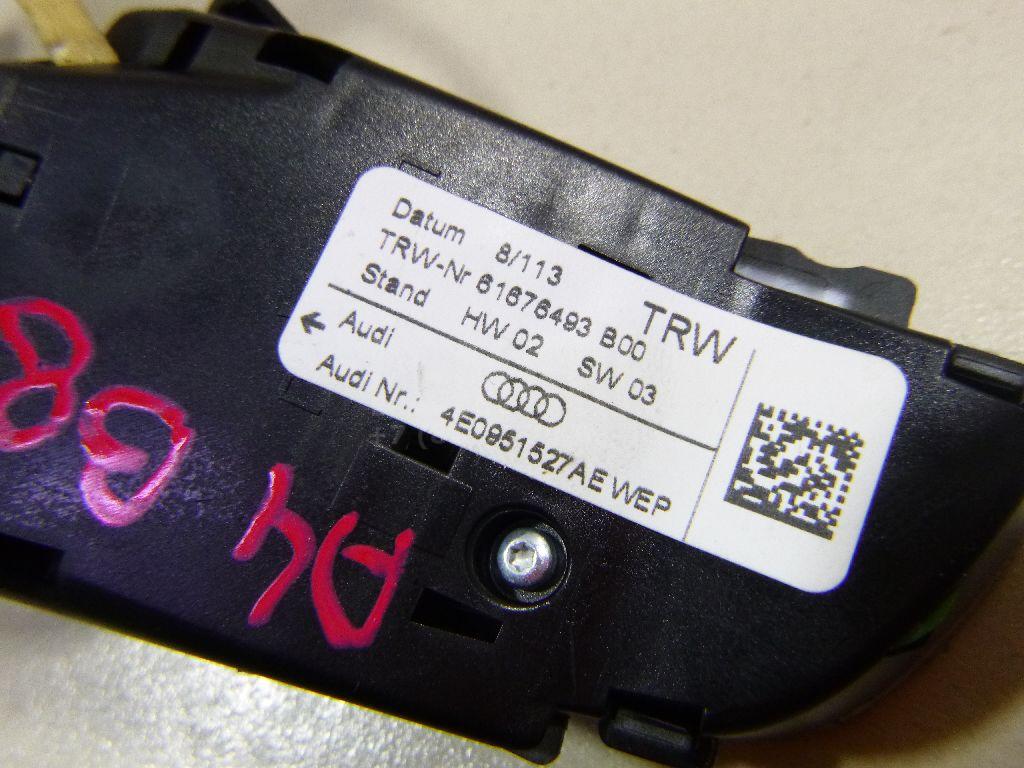 Datum 8/113
TRW-Nr 61676493 B00
TRW
Stand HW 02 SW 03
Audi
Audi Nr.: 4E0951527AE WEP
A4 B8